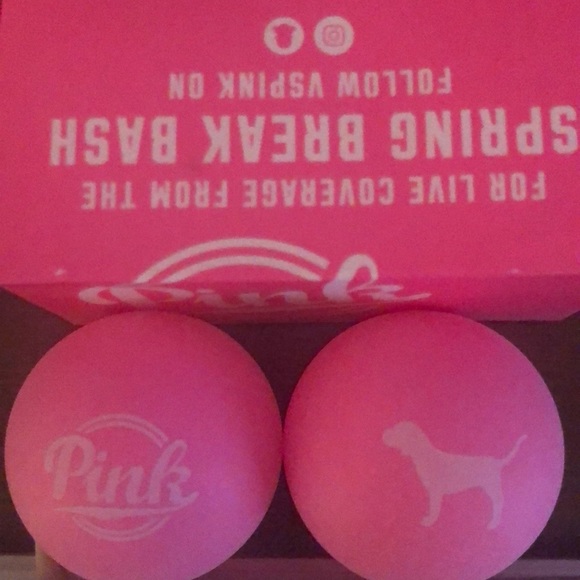 Pink
FOR LIVE COVERAGE FROM THE
SPRING BREAK BASH
FOLLOW VSPINK ON
Pink